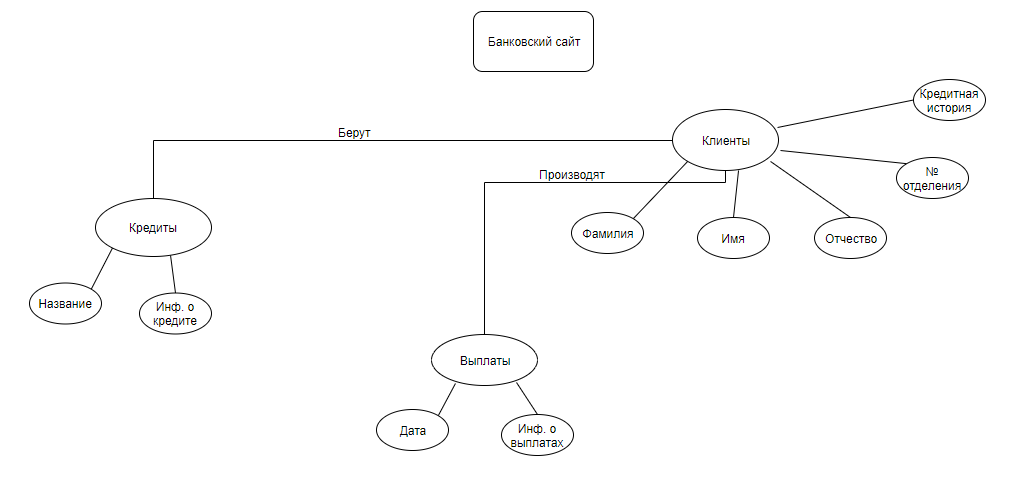 Банковский сайт
Кредитная
история
Берут
Клиенты
Производят
№
отделения
Кредиты
Фамилия
Имя
Отчество
Название
Инф. о
кредите
Выплаты
Дата
Инф. о
выплатах